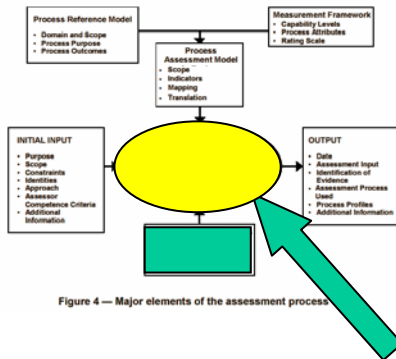 Process Reference Model
• Domain and Scope
• Process Purpose
• Process Outcomes
Measurement Framework
• Capability Levels
• Process Attributes
• Rating Scale
Process
Assessment Model
• Scope
• Indicators
• Mapping
• Translation
INITIAL INPUT
• Purpose
• Scope
• Constraints
• Identities
• Approach
• Assessor
Competence Criteria
• Additional
Information
OUTPUT
• Date
• Assessment Input
• Identification of
Evidence
• Assessment Process
Used
• Process Profiles
• Additional Information
Figure 4 — Major elements of the assessment process